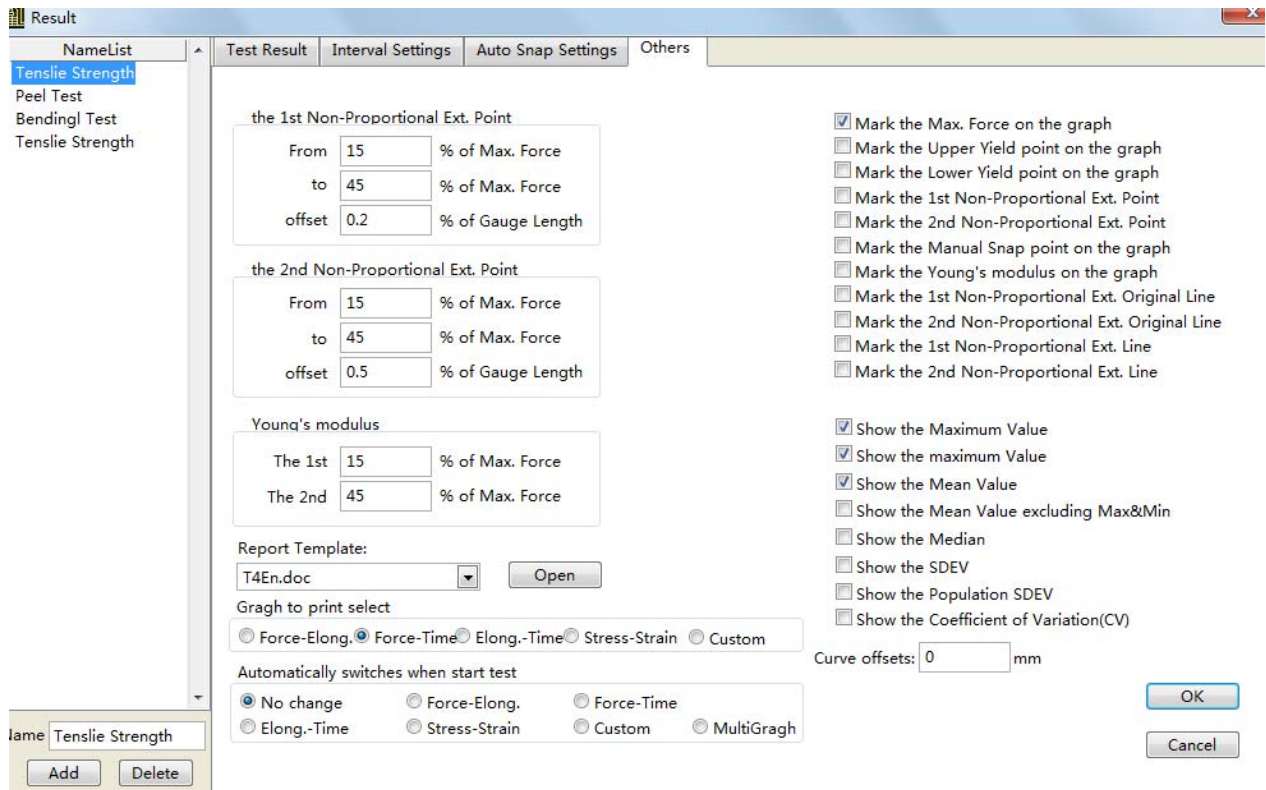 Result
NameList
Tenslie Strength
Peel Test
Bendingl Test
Tenslie Strength
Test Result
Interval Settings
Auto Snap Settings
Others
the 1st Non-Proportional Ext. Point
From 15 % of Max. Force
to 45 % of Max. Force
offset 0.2 % of Gauge Length
the 2nd Non-Proportional Ext. Point
From 15 % of Max. Force
to 45 % of Max. Force
offset 0.5 % of Gauge Length
Young's modulus
The 1st 15 % of Max. Force
The 2nd 45 % of Max. Force
Report Template:
T4En.doc Open
Gragh to print select
Force-Elong. Force-Time Elong.-Time Stress-Strain Custom
Automatically switches when start test
No change Force-Elong. Force-Time
Elong.-Time Stress-Strain Custom MultiGragh
Mark the Max. Force on the graph
Mark the Upper Yield point on the graph
Mark the Lower Yield point on the graph
Mark the 1st Non-Proportional Ext. Point
Mark the 2nd Non-Proportional Ext. Point
Mark the Manual Snap point on the graph
Mark the Young's modulus on the graph
Mark the 1st Non-Proportional Ext. Original Line
Mark the 2nd Non-Proportional Ext. Original Line
Mark the 1st Non-Proportional Ext. Line
Mark the 2nd Non-Proportional Ext. Line
Show the Maximum Value
Show the maximum Value
Show the Mean Value
Show the Mean Value excluding Max&Min
Show the Median
Show the SDEV
Show the Population SDEV
Show the Coefficient of Variation(CV)
Curve offsets: 0 mm
OK
Cancel
Name Tenslie Strength
Add Delete